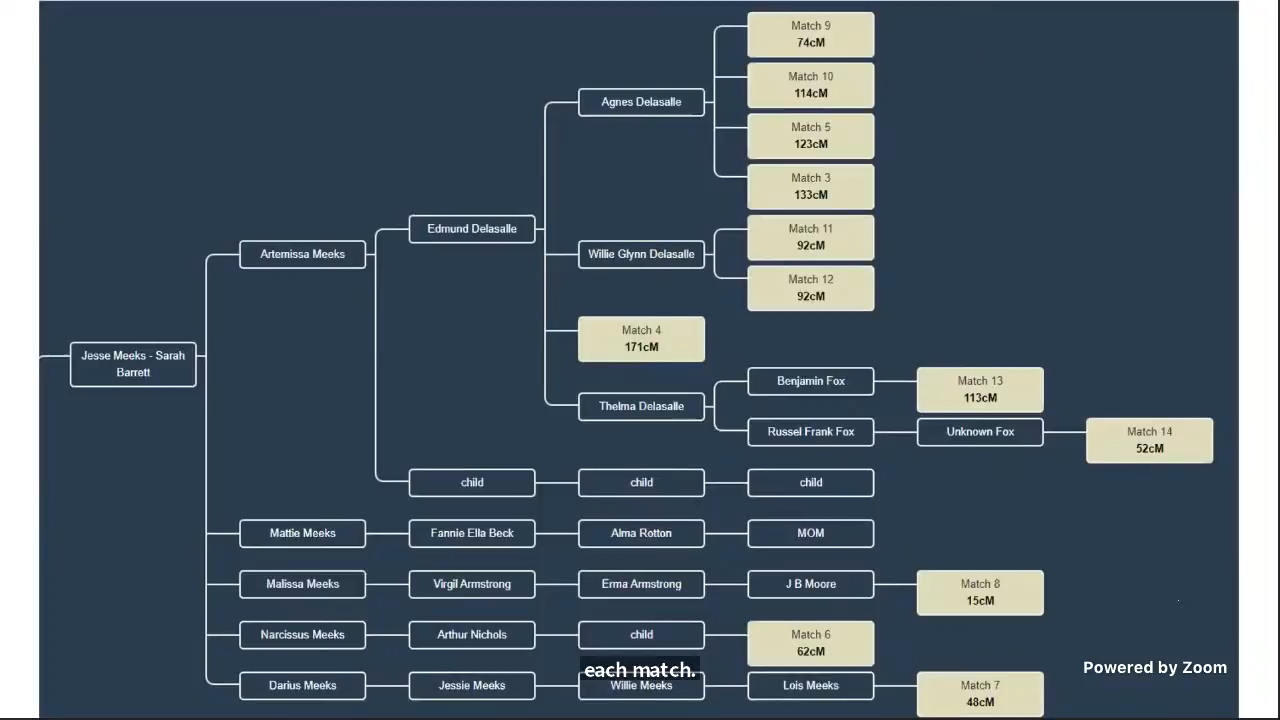 Match 9
74cM
Match 10
114cM
Agnes Delasalle
Match 5
123cM
Match 3
133cM
Edmund Delasalle
Match 11
92cM
Artemissa Meeks
Willie Glynn Delasalle
Match 12
92cM
Match 4
171cM
Jesse Meeks - Sarah
Barrett
Benjamin Fox
Match 13
113cM
Thelma Delasalle
Russel Frank Fox
Unknown Fox
Match 14
52cM
child
child
child
Mattie Meeks
Fannie Ella Beck
Alma Rotton
MOM
Malissa Meeks
Virgil Armstrong
Erma Armstrong
J B Moore
Match 8
15cM
Narcissus Meeks
Arthur Nichols
child
Match 6
62cM
each match.
Powered by Zoom
Darius Meeks
Jessie Meeks
Willie Meeks
Lois Meeks
Match 7
48cM